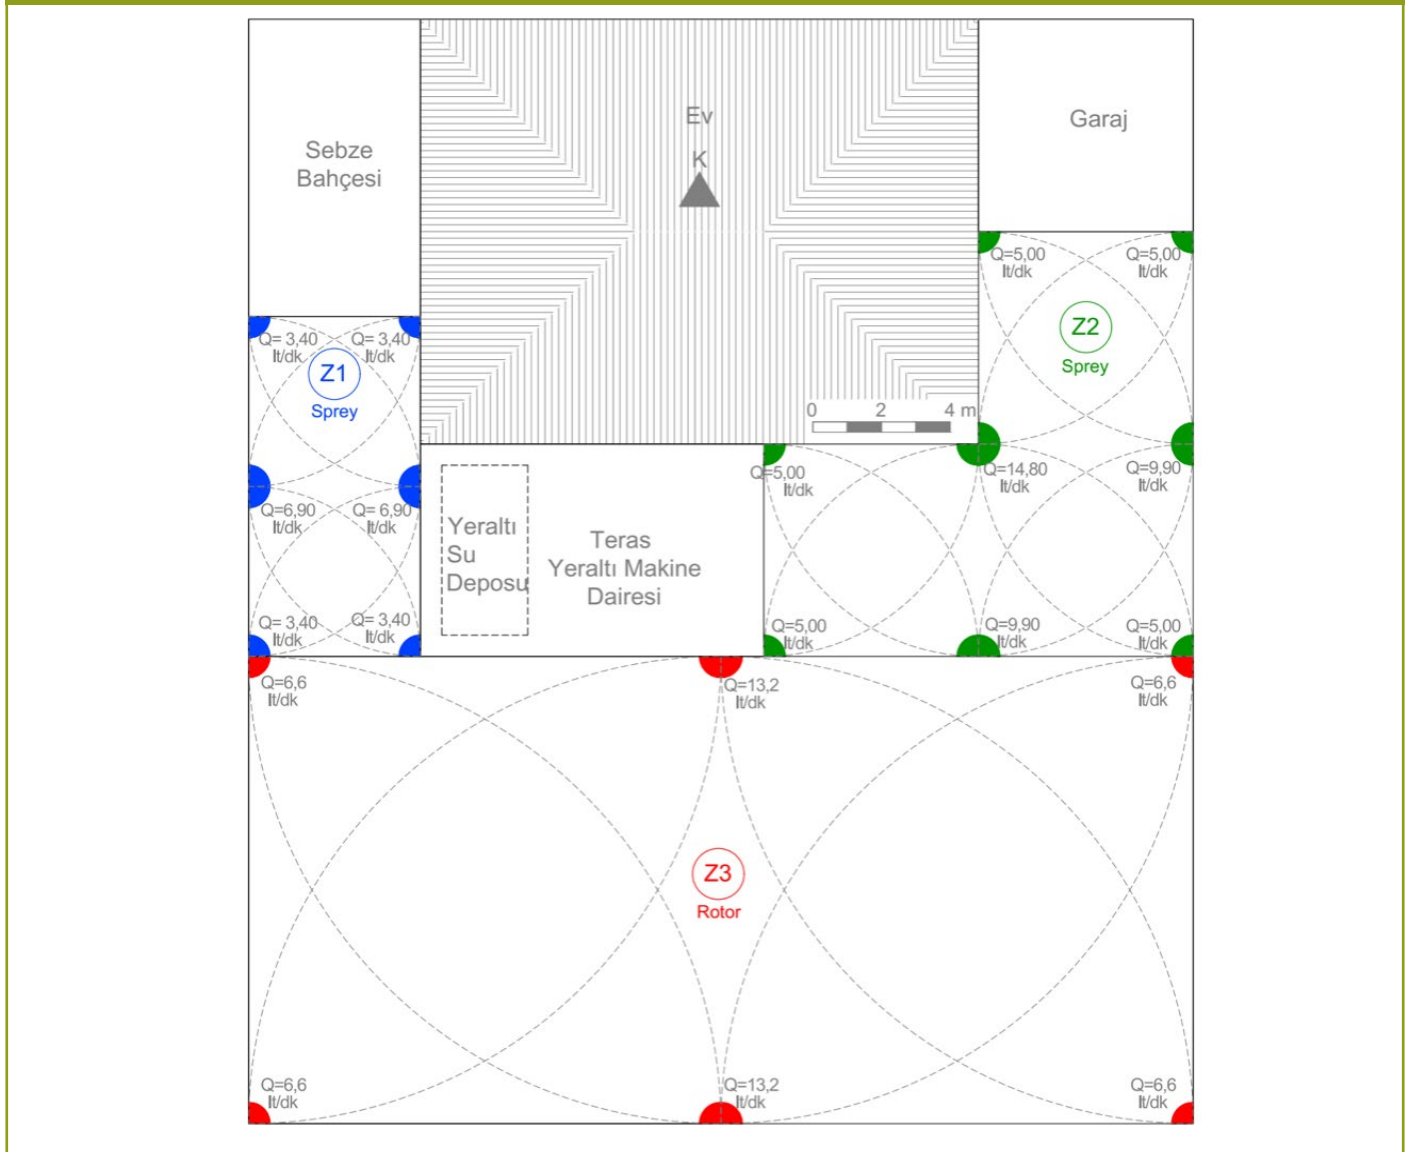 Ev
K
Garaj
Sebze
Bahçesi
Q=5,00
lt/dk
Q=5,00
lt/dk
Z2
Sprey
Q= 3,40
lt/dk
Q= 3,40
lt/dk
Z1
Sprey
0 2 4 m
Q=5,00
lt/dk
Q=14,80
lt/dk
Q=9,90
lt/dk
Q=6,90
lt/dk
Q= 6,90
lt/dk
Yeraltı
Su
Deposu
Teras
Yeraltı Makine
Dairesi
Q= 3,40
lt/dk
Q= 3,40
lt/dk
Q=5,00
lt/dk
Q=9,90
lt/dk
Q=5,00
lt/dk
Q=6,6
lt/dk
Q=13,2
lt/dk
Q=6,6
lt/dk
Z3
Rotor
Q=6,6
lt/dk
Q=13,2
lt/dk
Q=6,6
lt/dk